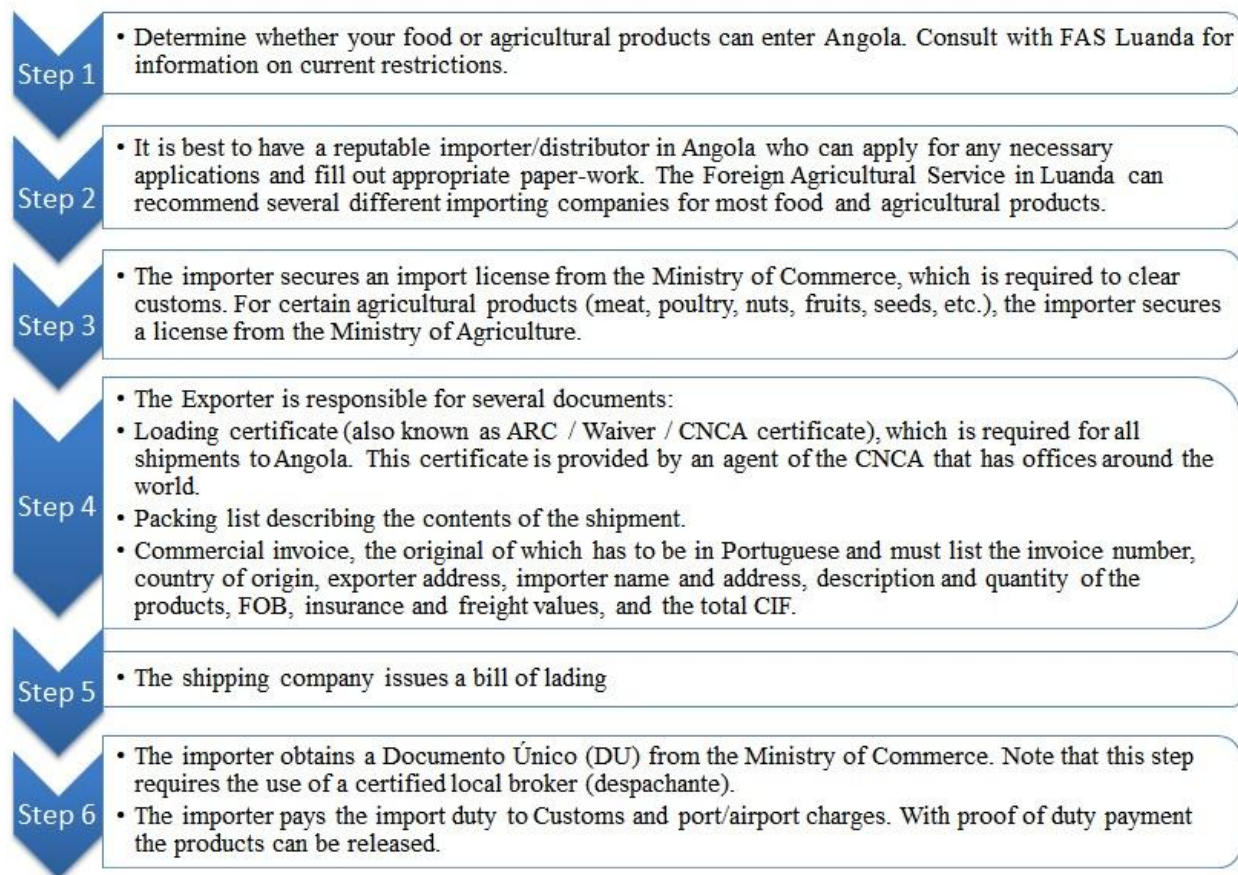 Step 1
• Determine whether your food or agricultural products can enter Angola. Consult with FAS Luanda for
information on current restrictions.
Step 2
• It is best to have a reputable importer/distributor in Angola who can apply for any necessary
applications and fill out appropriate paper-work. The Foreign Agricultural Service in Luanda can
recommend several different importing companies for most food and agricultural products.
Step 3
• The importer secures an import license from the Ministry of Commerce, which is required to clear
customs. For certain agricultural products (meat, poultry, nuts, fruits, seeds, etc.), the importer secures
a license from the Ministry of Agriculture.
Step 4
• The Exporter is responsible for several documents:
• Loading certificate (also known as ARC / Waiver / CNCA certificate), which is required for all
shipments to Angola. This certificate is provided by an agent of the CNCA that has offices around the
world.
• Packing list describing the contents of the shipment.
• Commercial invoice, the original of which has to be in Portuguese and must list the invoice number,
country of origin, exporter address, importer name and address, description and quantity of the
products, FOB, insurance and freight values, and the total CIF.
Step 5
• The shipping company issues a bill of lading
Step 6
• The importer obtains a Documento Único (DU) from the Ministry of Commerce. Note that this step
requires the use of a certified local broker (despachante).
• The importer pays the import duty to Customs and port/airport charges. With proof of duty payment
the products can be released.